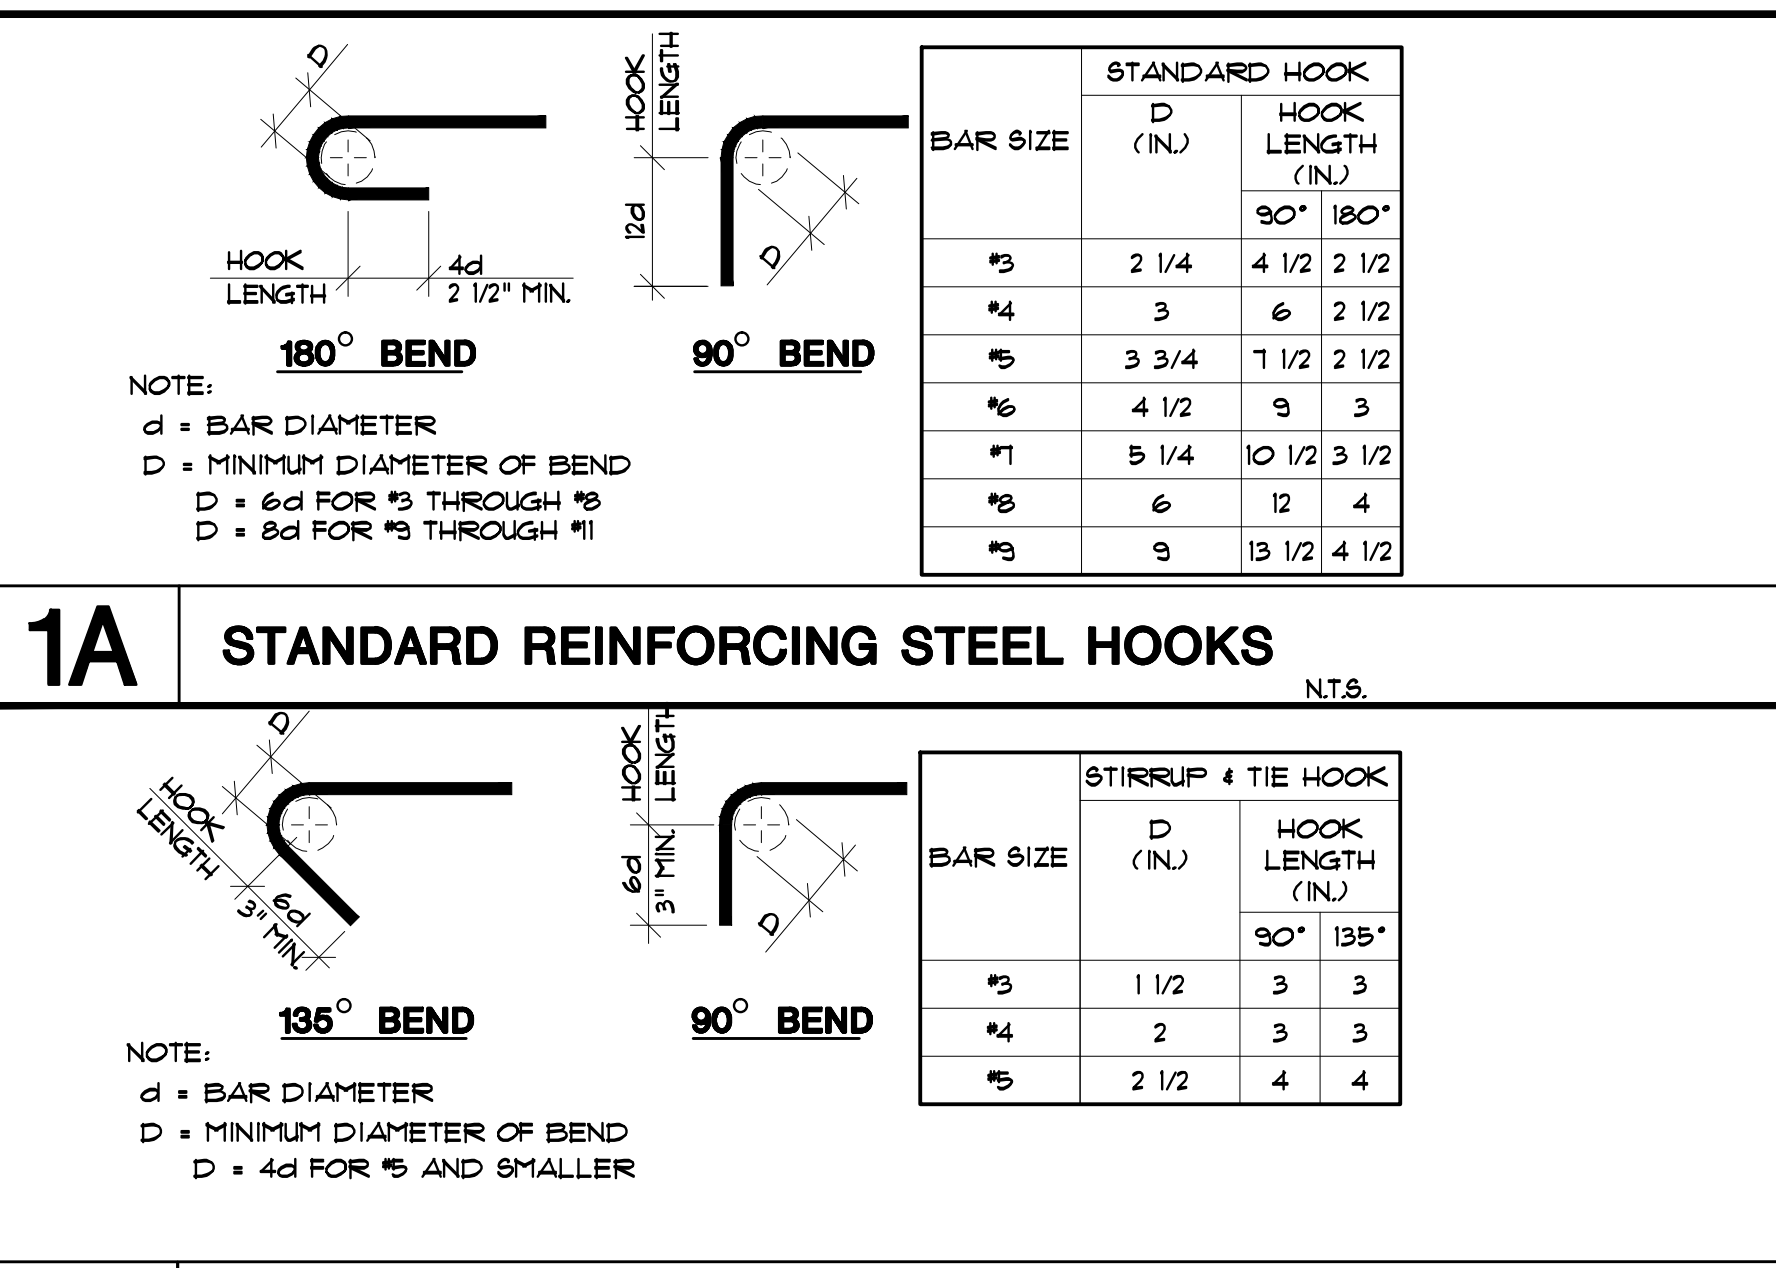 D
HOOK
LENGTH
4d
2 1/2" MIN.
180° BEND
HOOK
LENGTH
12d
D
90° BEND
NOTE:
d = BAR DIAMETER
D = MINIMUM DIAMETER OF BEND
D = 6d FOR #3 THROUGH #8
D = 8d FOR #9 THROUGH #11
BAR SIZE
STANDARD HOOK
D
(IN.)
HOOK
LENGTH
(IN.)
90° 180°
#3 2 1/4 4 1/2 2 1/2
#4 3 6 2 1/2
#5 3 3/4 7 1/2 2 1/2
#6 4 1/2 9 3
#7 5 1/4 10 1/2 3 1/2
#8 6 12 4
#9 9 13 1/2 4 1/2
1A STANDARD REINFORCING STEEL HOOKS
N.T.S.
D
HOOK
LENGTH
6d
3" MIN.
135° BEND
HOOK
LENGTH
6d
3" MIN.
D
90° BEND
NOTE:
d = BAR DIAMETER
D = MINIMUM DIAMETER OF BEND
D = 4d FOR #5 AND SMALLER
BAR SIZE
STIRRUP & TIE HOOK
D
(IN.)
HOOK
LENGTH
(IN.)
90° 135°
#3 1 1/2 3 3
#4 2 3 3
#5 2 1/2 4 4